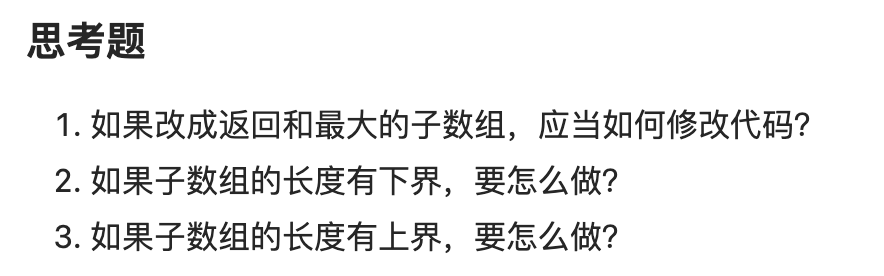 思考题
1. 如果改成返回和最大的子数组，应当如何修改代码？
2. 如果子数组的长度有下界，要怎么做？
3. 如果子数组的长度有上界，要怎么做？